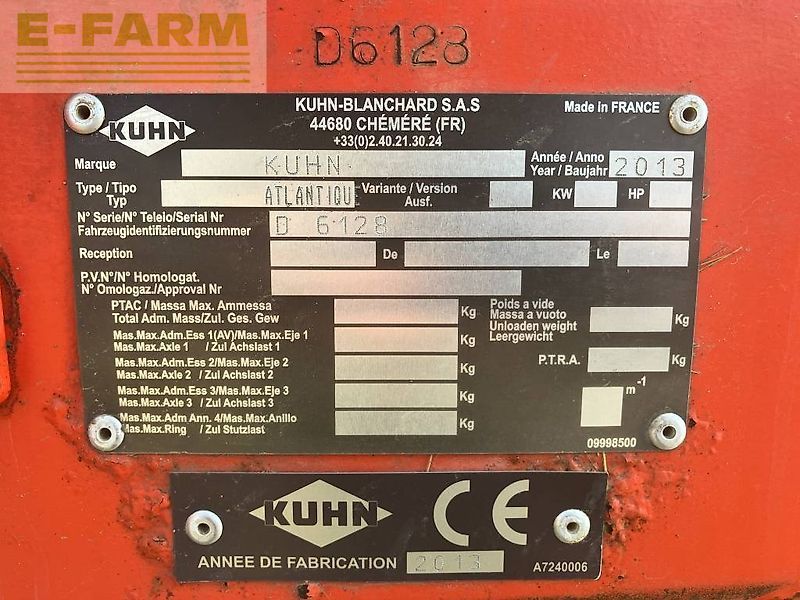 E-FARM
D6128
KUHN
KUHN-BLANCHARD S.A.S
44680 CHÉMÉRÉ (FR)
+33(0)2.40.21.30.24
Made in FRANCE
Marque KUHN Année / Anno
Year / Baujahr 2013
Type / Tipo
Typ ATLANTIQU Variante / Version
Ausf. KW HP
N° Serie/N° Teleio/Serial Nr
Fahrzeugidentifizierungsnummer D 6128
Reception De Le
P.V.N°/N° Homologat.
N° Omologaz./Approval Nr
PTAC / Massa Max. Ammessa
Total Adm. Mass/Zul. Ges. Gew Kg
Mas.Max.Adm.Ess 1(AV)/Mas.Max.Eje 1
Mas.Max.Axle 1 / Zul Achslast 1 Kg
Mas.Max.Adm.Ess 2/Mas.Max.Eje 2
Mas.Max.Axle 2 / Zul Achslast 2 Kg
Mas.Max.Adm.Ess 3/Mas.Max.Eje 3
Mas.Max.Axle 3 / Zul Achslast 3 Kg
Mas.Max.Adm Ann. 4/Mas.Max.Anillo
Mas.Max.Ring / Zul Stutzlast Kg
Poids a vide
Massa a vuoto
Unloaden weight
Leergewicht Kg
P.T.R.A. Kg
m-1
09998500
KUHN CE
ANNEE DE FABRICATION 2013 A7240006